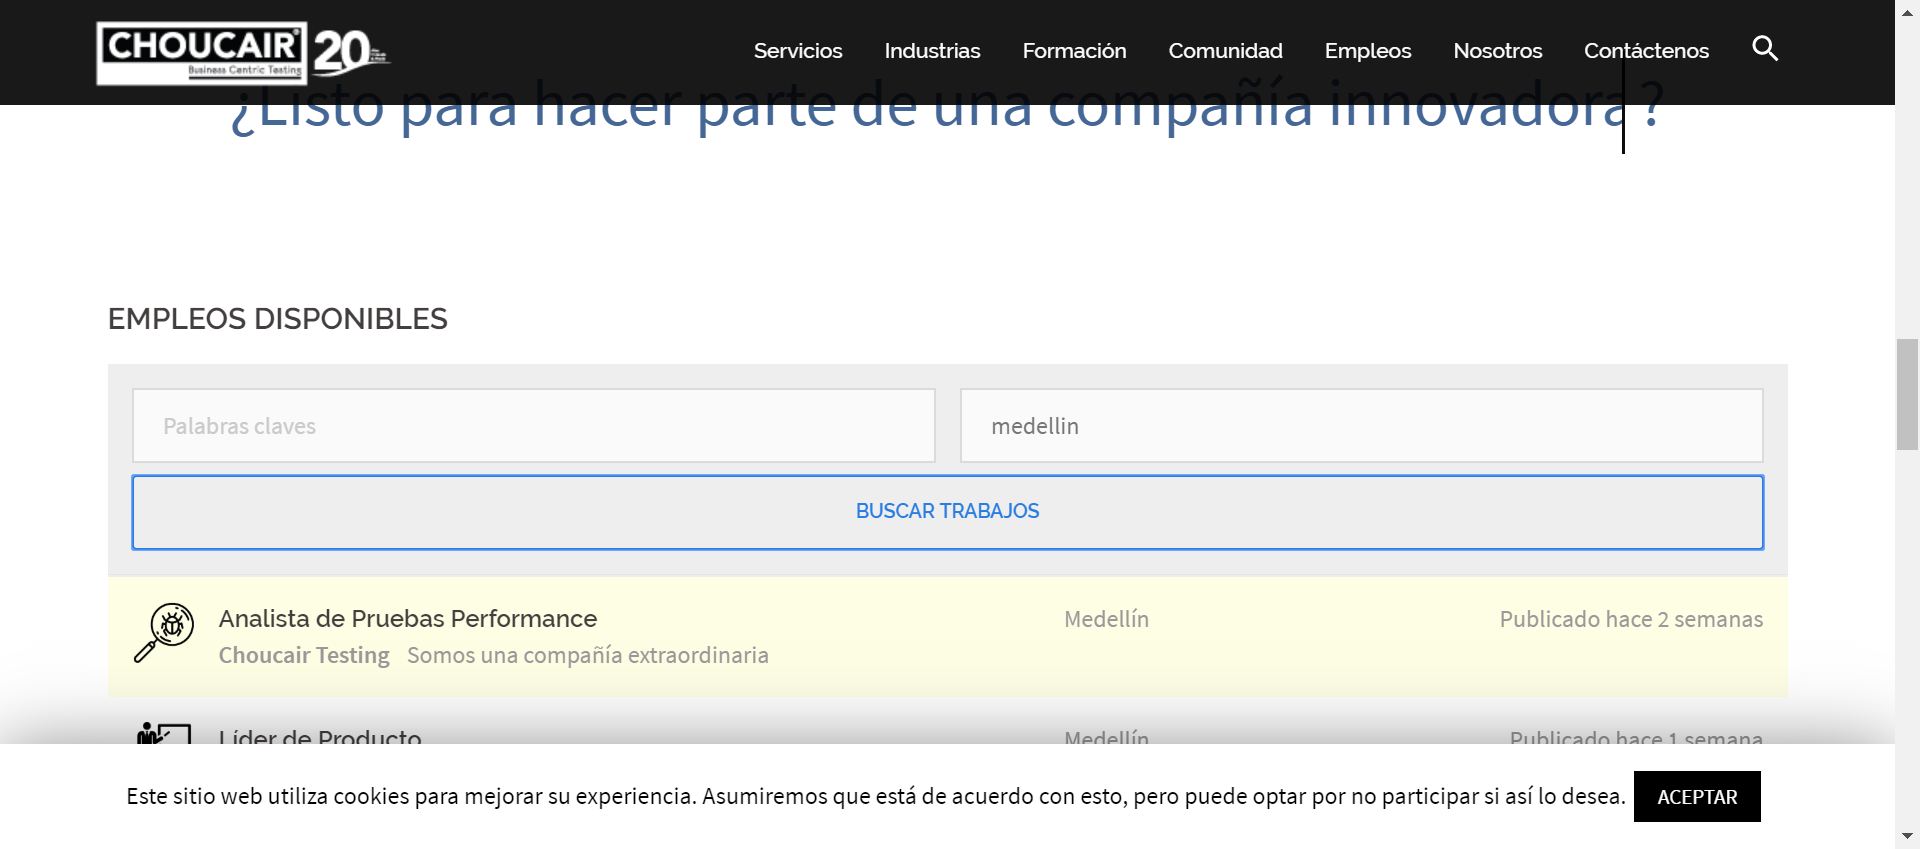 CHOUCAIR 20
Business Centric Testing
Servicios Industrias Formación Comunidad Empleos Nosotros Contáctenos
¿Listo para hacer parte de una compañía innovadora?
EMPLEOS DISPONIBLES
Palabras claves medellin
BUSCAR TRABAJOS
Analista de Pruebas Performance Medellín Publicado hace 2 semanas
Choucair Testing Somos una compañía extraordinaria
Líder de Producto Medellín Publicado hace 1 semana
Este sitio web utiliza cookies para mejorar su experiencia. Asumiremos que está de acuerdo con esto, pero puede optar por no participar si así lo desea. ACEPTAR